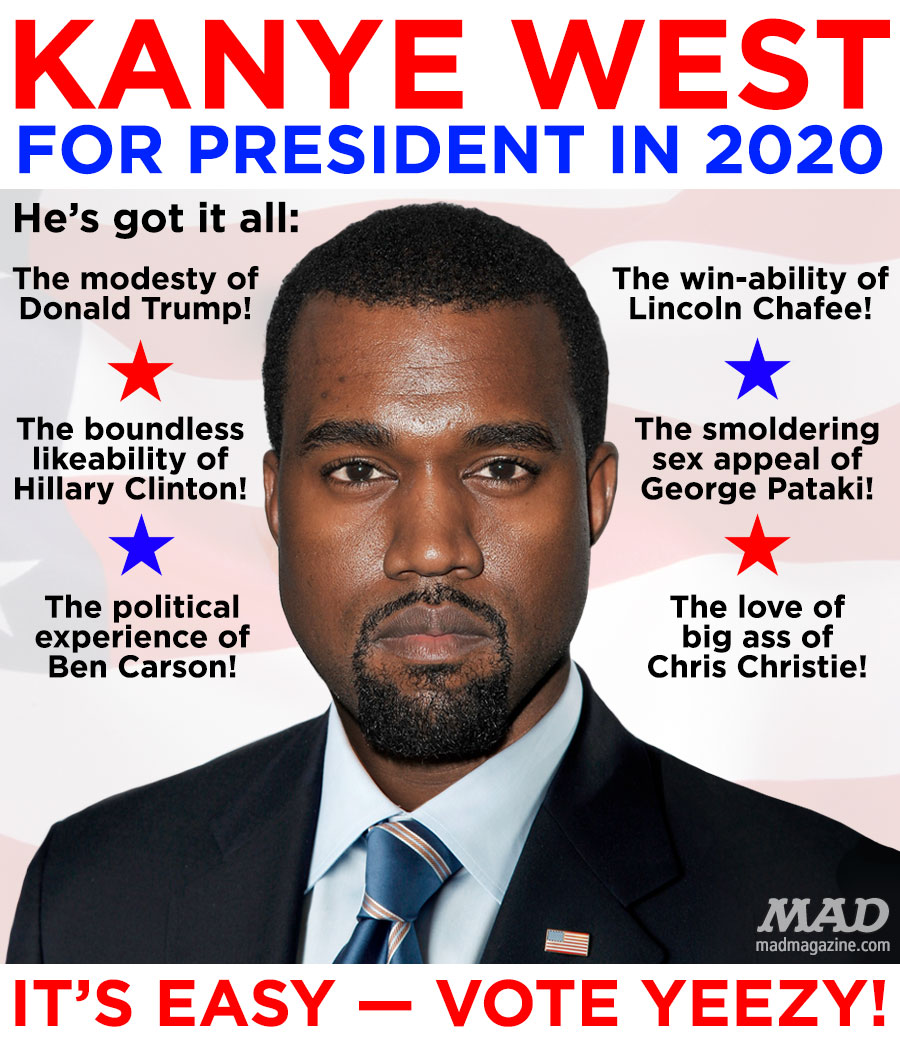 KANYE WEST
FOR PRESIDENT IN 2020
He's got it all:
The modesty of
Donald Trump!
The boundless
likeability of
Hillary Clinton!
The political
experience of
Ben Carson!
The win-ability of
Lincoln Chafee!
The smoldering
sex appeal of
George Pataki!
The love of
big ass of
Chris Christie!
MAD
madmagazine.com
IT'S EASY — VOTE YEEZY!